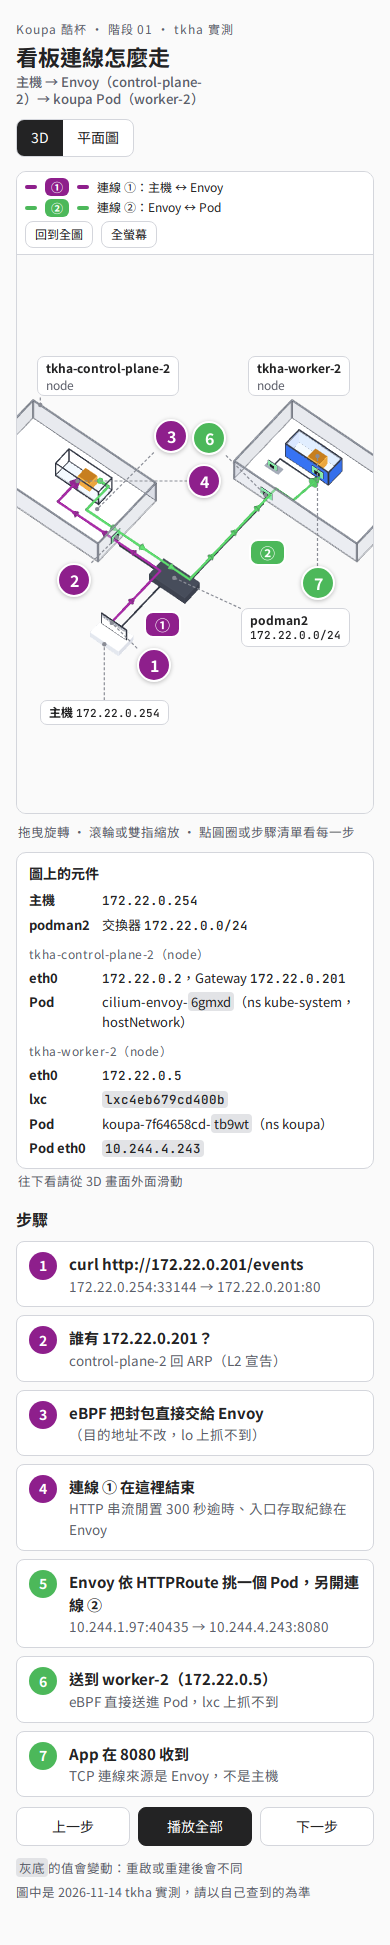 Koupa 酷杯 · 階段 01 · tkha 實測
看板連線怎麼走
主機 → Envoy（control-plane-
2）→ koupa Pod（worker-2）
3D 平面圖
① 連線 ①：主機 ↔ Envoy
② 連線 ②：Envoy ↔ Pod
回到全圖 全螢幕
tkha-control-plane-2
node
tkha-worker-2
node
3
6
4
②
2
7
podman2
172.22.0.0/24
①
1
主機 172.22.0.254
拖曳旋轉 · 滾輪或雙指縮放 · 點圓圈或步驟清單看每一步
圖上的元件
主機 172.22.0.254
podman2 交換器 172.22.0.0/24
tkha-control-plane-2（node）
eth0 172.22.0.2，Gateway 172.22.0.201
Pod cilium-envoy-6gmxd（ns kube-system，
hostNetwork）
tkha-worker-2（node）
eth0 172.22.0.5
lxc lxc4eb679cd400b
Pod koupa-7f64658cd-tb9wt（ns koupa）
Pod eth0 10.244.4.243
往下看請從 3D 畫面外面滑動
步驟
1 curl http://172.22.0.201/events
172.22.0.254:33144 → 172.22.0.201:80
2 誰有 172.22.0.201？
control-plane-2 回 ARP（L2 宣告）
3 eBPF 把封包直接交給 Envoy
（目的地址不改，lo 上抓不到）
4 連線 ① 在這裡結束
HTTP 串流閒置 300 秒逾時、入口存取紀錄在
Envoy
5 Envoy 依 HTTPRoute 挑一個 Pod，另開連
線 ②
10.244.1.97:40435 → 10.244.4.243:8080
6 送到 worker-2（172.22.0.5）
eBPF 直接送進 Pod，lxc 上抓不到
7 App 在 8080 收到
TCP 連線來源是 Envoy，不是主機
上一步 播放全部 下一步
灰底 的值會變動：重啟或重建後會不同
圖中是 2026-11-14 tkha 實測，請以自己查到的為準